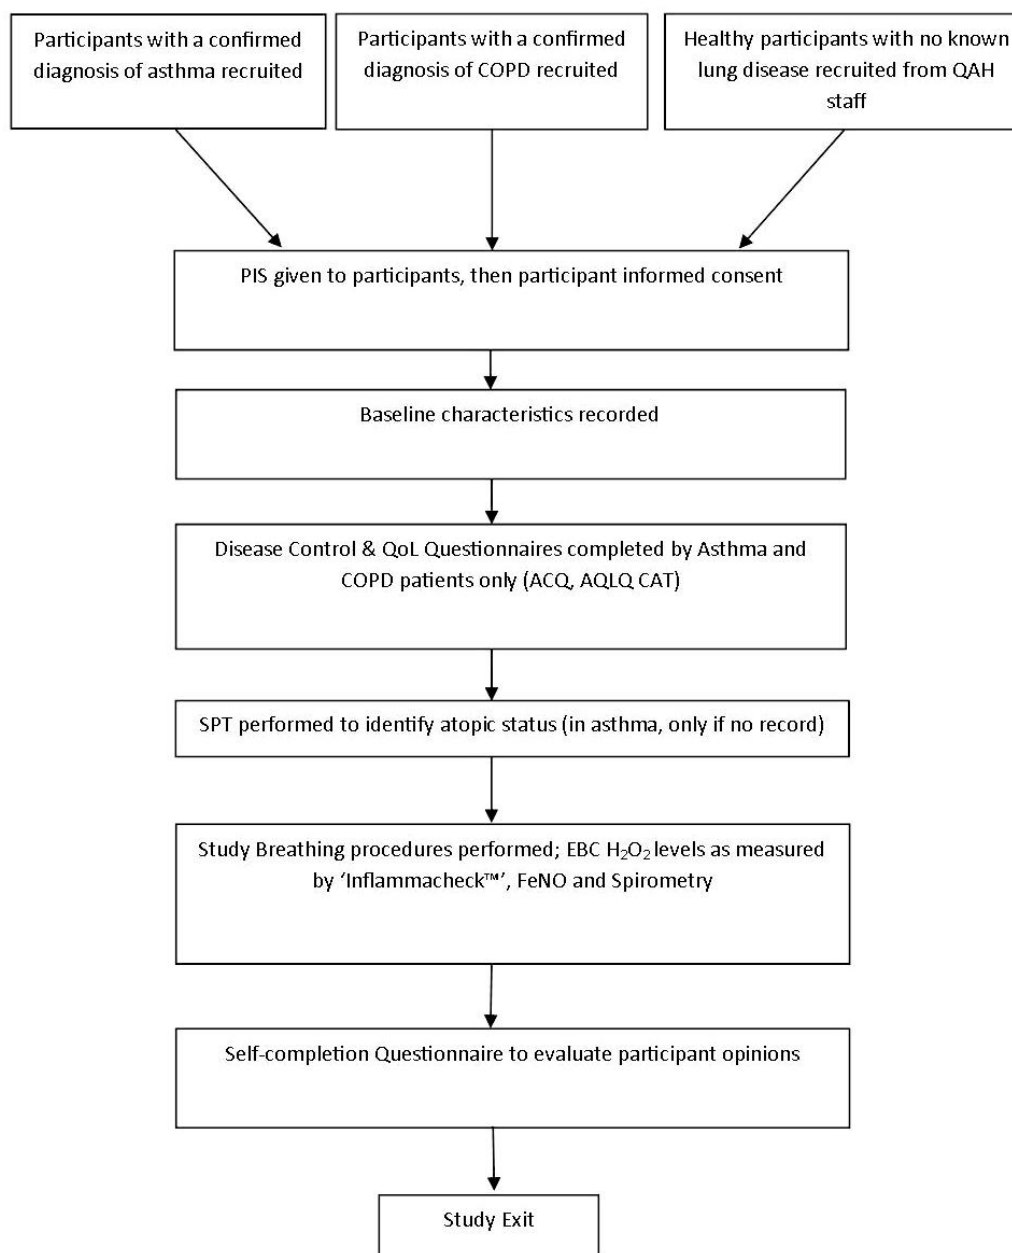 Participants with a confirmed
diagnosis of asthma recruited
Participants with a confirmed
diagnosis of COPD recruited
Healthy participants with no known
lung disease recruited from QAH
staff
PIS given to participants, then participant informed consent
Baseline characteristics recorded
Disease Control & QoL Questionnaires completed by Asthma and
COPD patients only (ACQ, AQLQ CAT)
SPT performed to identify atopic status (in asthma, only if no record)
Study Breathing procedures performed; EBC H₂O₂ levels as measured
by ‘Inflammacheck™’, FeNO and Spirometry
Self-completion Questionnaire to evaluate participant opinions
Study Exit